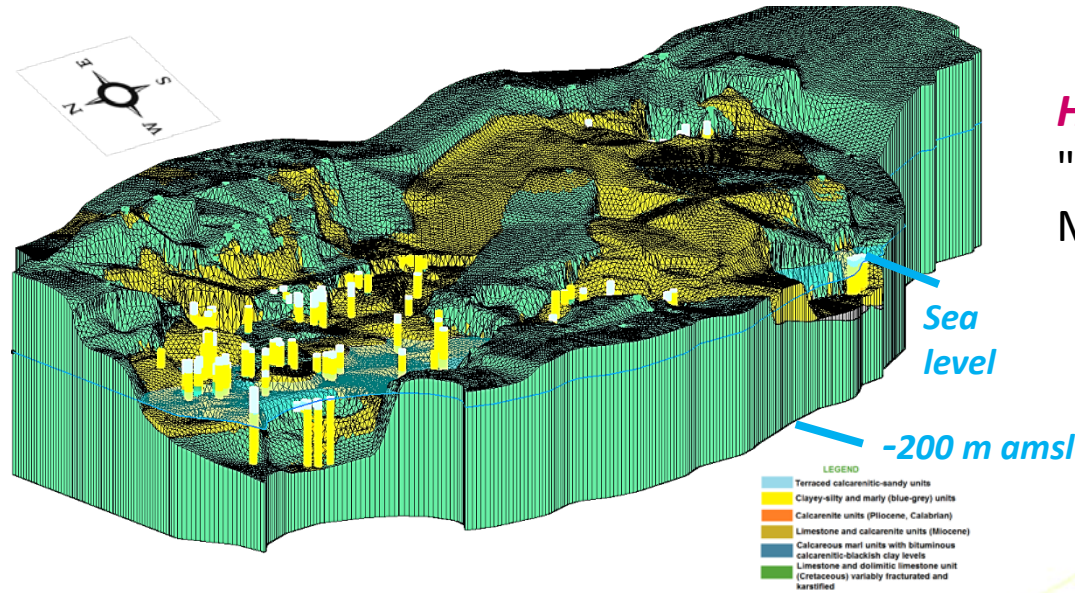 E
S
N
W
H
"
M
Sea
level
-200 m amsl
LEGEND
Terraced calcarenitic-sandy units
Clayey-silty and marly (blue-grey) units
Calcarenite units (Pliocene, Calabrian)
Limestone and calcarenite units (Miocene)
Calcareous marl units with bituminous
calcarenitic-blackish clay levels
Limestone and dolimitic limestone unit
(Cretaceous) variably fracturated and
karstified